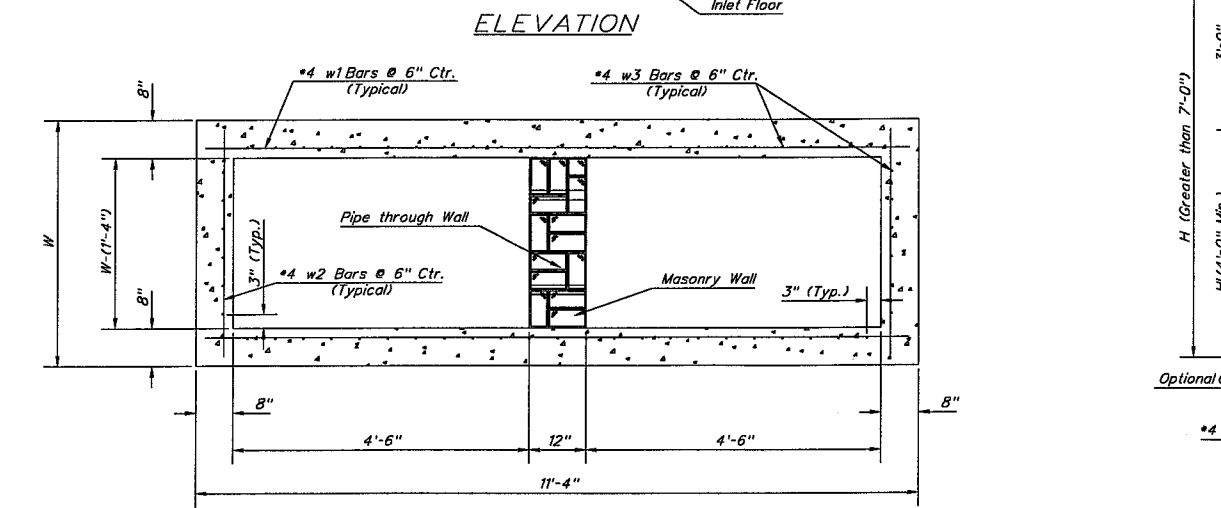 Inlet Floor
ELEVATION
#4 w1 Bars @ 6" Ctr.
(Typical)
#4 w3 Bars @ 6" Ctr.
(Typical)
8"
W
W-(1'-4")
8"
3" (Typ.)
Pipe through Wall
#4 w2 Bars @ 6" Ctr.
(Typical)
Masonry Wall
3" (Typ.)
8"
4'-6"
12"
4'-6"
8"
11'-4"
H (Greater than 7'-0")
3'-0"
Optional
#4